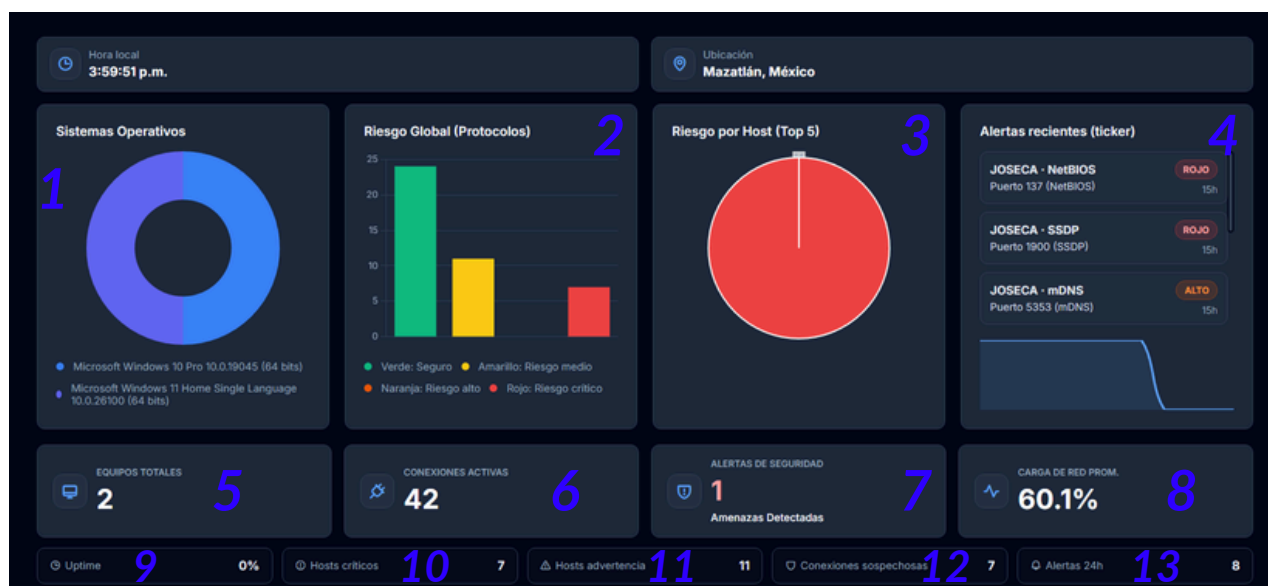 Hora local
3:59:51 p.m.
Ubicación
Mazatlán, México
Sistemas Operativos
1
Microsoft Windows 10 Pro 10.0.19045 (64 bits)
Microsoft Windows 11 Home Single Language
10.0.26100 (64 bits)
Riesgo Global (Protocolos)
2
25
20
15
10
5
0
Verde: Seguro
Amarillo: Riesgo medio
Naranja: Riesgo alto
Rojo: Riesgo crítico
Riesgo por Host (Top 5)
3
Alertas recientes (ticker)
4
JOSECA · NetBIOS
ROJO
Puerto 137 (NetBIOS)
15h
JOSECA · SSDP
ROJO
Puerto 1900 (SSDP)
15h
JOSECA · mDNS
ALTO
Puerto 5353 (mDNS)
15h
EQUIPOS TOTALES
2
5
CONEXIONES ACTIVAS
42
6
ALERTAS DE SEGURIDAD
1
Amenazas Detectadas
7
CARGA DE RED PROM.
60.1%
8
Uptime
9
0%
Hosts críticos
10
7
Hosts advertencia
11
11
Conexiones sospechosas
12
7
Alertas 24h
13
8